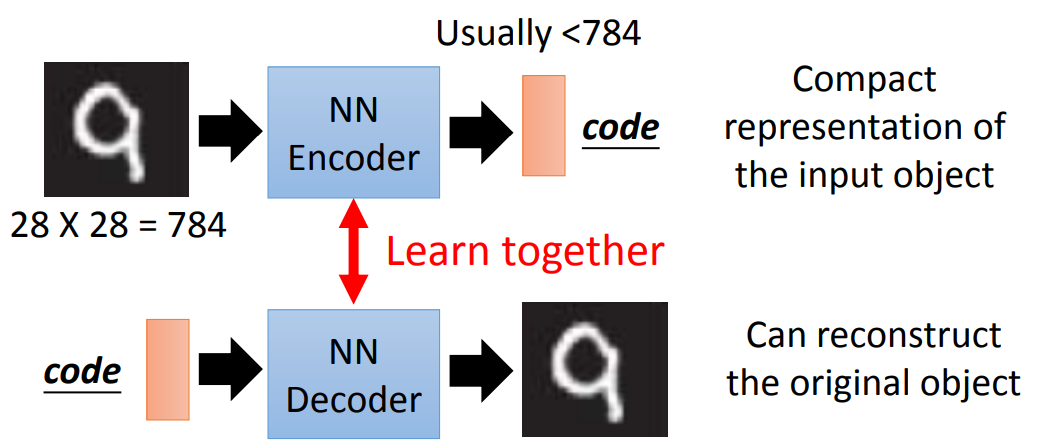 Usually <784
NN
Encoder
code
Compact
representation of
the input object
28 X 28 = 784
Learn together
code
NN
Decoder
Can reconstruct
the original object